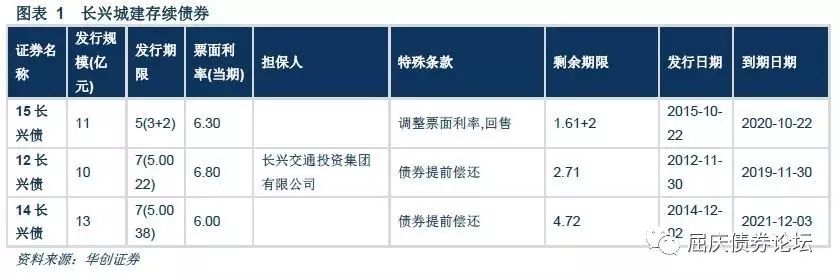 图表 1 长兴城建存续债券
证券名称 发行规模(亿元) 发行期限 票面利率(当期) 担保人 特殊条款 剩余期限 发行日期 到期日期
15 长兴债 11 5(3+2) 6.30 调整票面利率,回售 1.61+2 2015-10-22 2020-10-22
12 长兴债 10 7(5.0022) 6.80 长兴交通投资集团有限公司 债券提前偿还 2.71 2012-11-30 2019-11-30
14 长兴债 13 7(5.0038) 6.00 债券提前偿还 4.72 2014-12-02 2021-12-03
屈庆债券论坛
资料来源：华创证券